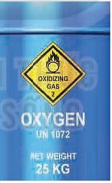 OXIDIZING
GAS
2
OXYGEN
UN 1072
NET WEIGHT
25 KG